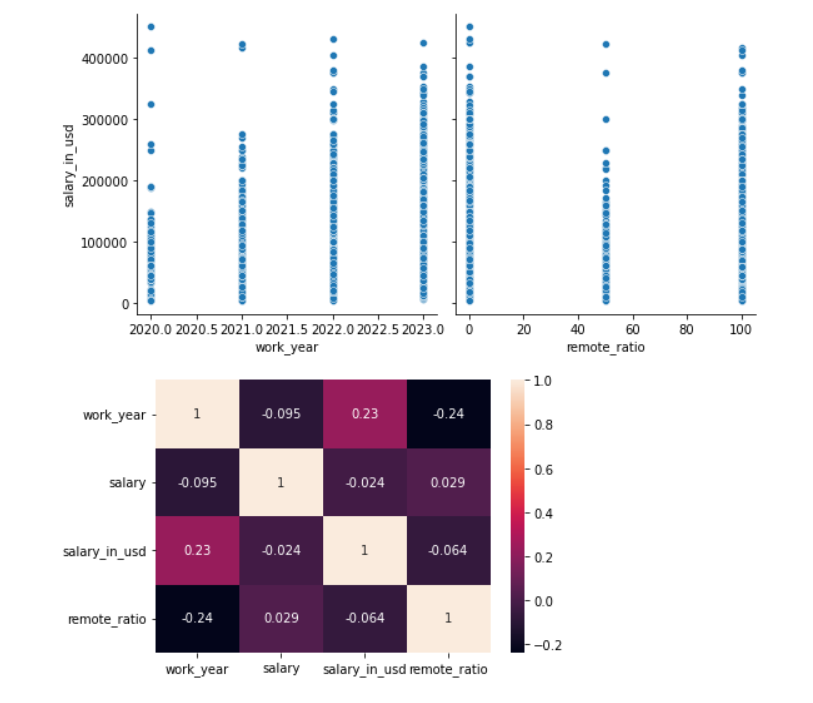 400000
300000
salary_in_usd
200000
100000
0
2020.0 2020.5 2021.0 2021.5 2022.0 2022.5 2023.0
work_year
0 20 40 60 80 100
remote_ratio
work_year 1 -0.095 0.23 -0.24
salary -0.095 1 -0.024 0.029
salary_in_usd 0.23 -0.024 1 -0.064
remote_ratio -0.24 0.029 -0.064 1
work_year salary salary_in_usd remote_ratio
1.0
0.8
0.6
0.4
0.2
0.0
−0.2